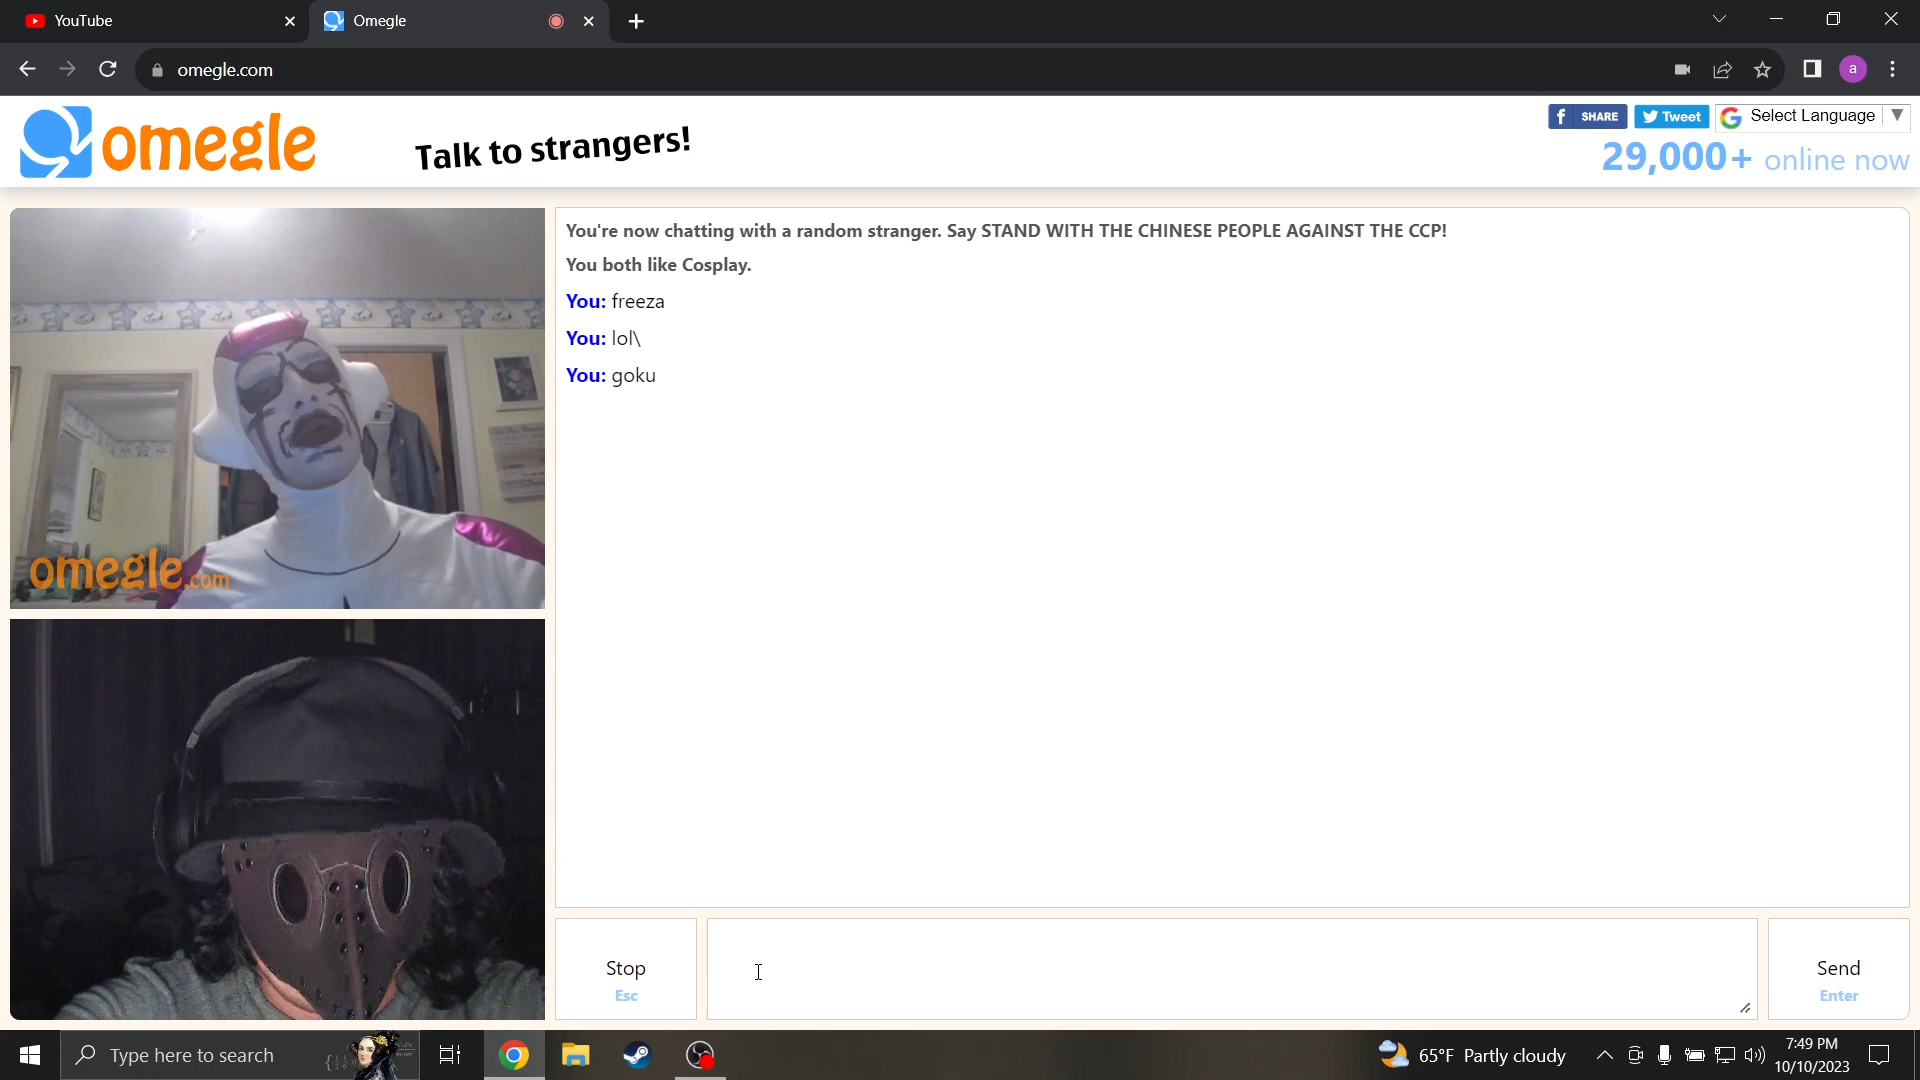 YouTube
Omegle
omegle.com
a
omegle
Talk to strangers!
SHARE
Tweet
Select Language
29,000+ online now
You're now chatting with a random stranger. Say STAND WITH THE CHINESE PEOPLE AGAINST THE CCP!
You both like Cosplay.
You: freeza
You: lol\
You: goku
omegle.com
Stop
Esc
Send
Enter
Type here to search
65°F Partly cloudy
7:49 PM
10/10/2023